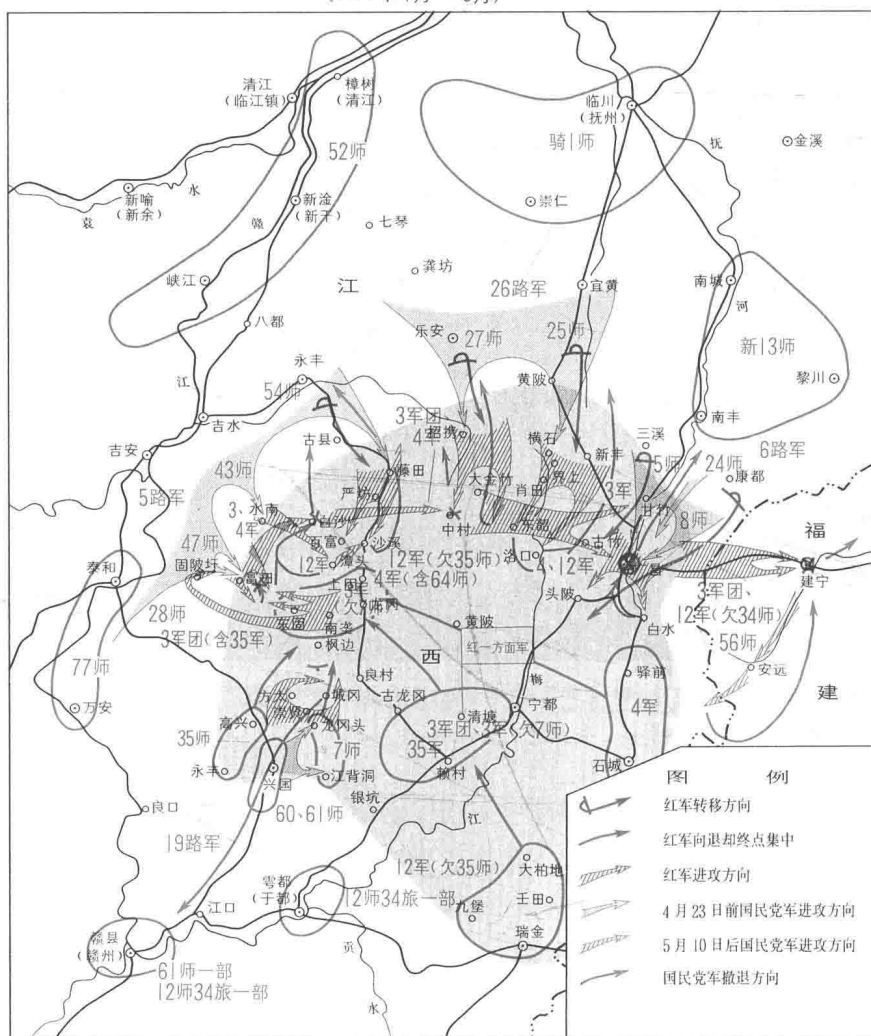 清江
(临江镇)
樟树
(清江)
52师
新喻
(新余)
袁
水
新淦
(新干)
赣
七琴
峡江
龚坊
八都
江
临川
(抚州)
抚
金溪
骑1师
崇仁
江
26路军
宜黄
南城
河
新13师
黎川
乐安
27师
25师
黄陂
南丰
永丰
54师
吉水
吉安
古县
3军团
4军
招携
横石
新丰
三溪
5师
24师
6路军
康都
43师
藤田
严坊
大金竹
肖田
3军
甘竹
8师
福
5路军
3、
4军
水南
白沙
中村
东韶
古竹
百富
沙溪
洛口
12军(欠35师)
4、12军
昌
建宁
47师
12军
潭头
4军(含64师)
泰和
固陂圩
富田
上固
龙冈
头陂
3军团、
12军(欠34师)
28师
东固
南垄
黄陂
白水
56师
3军团(含35军)
枫边
红一方面军
77师
西
驿前
安远
良村
梅
建
万安
方太
城冈
古龙冈
宁都
4军
高兴
清塘
35师
龙冈头
3军团、3军(欠7师)
35军
7师
永丰
兴国
江背洞
赖村
石城
良口
银坑
60、61师
江
19路军
12军(欠35师)
大柏地
雩都
(于都)
12师34旅一部
壬田
江口
九堡
赣县
(赣州)
贡
瑞金
61师一部
12师34旅一部
水
图 例
红军转移方向
红军向退却终点集中
红军进攻方向
4月23日前国民党军进攻方向
5月10日后国民党军进攻方向
国民党军撤退方向